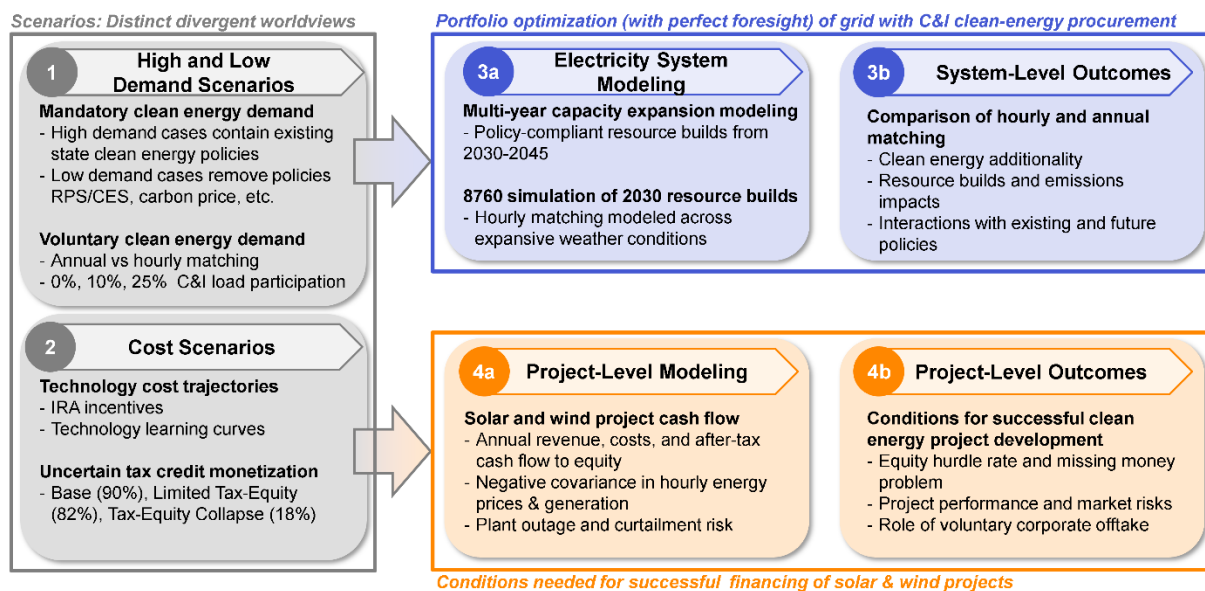 Scenarios: Distinct divergent worldviews
1
High and Low
Demand Scenarios
Mandatory clean energy demand
- High demand cases contain existing
state clean energy policies
- Low demand cases remove policies
RPS/CES, carbon price, etc.
Voluntary clean energy demand
- Annual vs hourly matching
- 0%, 10%, 25% C&I load participation
2
Cost Scenarios
Technology cost trajectories
- IRA incentives
- Technology learning curves
Uncertain tax credit monetization
- Base (90%), Limited Tax-Equity
(82%), Tax-Equity Collapse (18%)
Portfolio optimization (with perfect foresight) of grid with C&I clean-energy procurement
3a
Electricity System
Modeling
Multi-year capacity expansion modeling
- Policy-compliant resource builds from
2030-2045
8760 simulation of 2030 resource builds
- Hourly matching modeled across
expansive weather conditions
3b
System-Level Outcomes
Comparison of hourly and annual
matching
- Clean energy additionality
- Resource builds and emissions
impacts
- Interactions with existing and future
policies
4a
Project-Level Modeling
Solar and wind project cash flow
- Annual revenue, costs, and after-tax
cash flow to equity
- Negative covariance in hourly energy
prices & generation
- Plant outage and curtailment risk
4b
Project-Level Outcomes
Conditions for successful clean
energy project development
- Equity hurdle rate and missing money
problem
- Project performance and market risks
- Role of voluntary corporate offtake
Conditions needed for successful financing of solar & wind projects